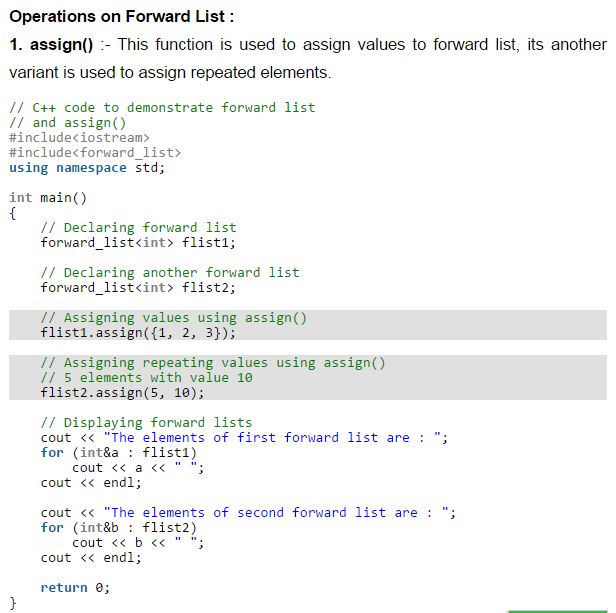 Operations on Forward List :
1. assign() :- This function is used to assign values to forward list, its another
variant is used to assign repeated elements.
// C++ code to demonstrate forward list
// and assign()
#include<iostream>
#include<forward_list>
using namespace std;
int main()
{
// Declaring forward list
forward_list<int> flist1;
// Declaring another forward list
forward_list<int> flist2;
// Assigning values using assign()
flist1.assign({1, 2, 3});
// Assigning repeating values using assign()
// 5 elements with value 10
flist2.assign(5, 10);
// Displaying forward lists
cout << "The elements of first forward list are : ";
for (int&a : flist1)
cout << a << " ";
cout << endl;
cout << "The elements of second forward list are : ";
for (int&b : flist2)
cout << b << " ";
cout << endl;
return 0;
}